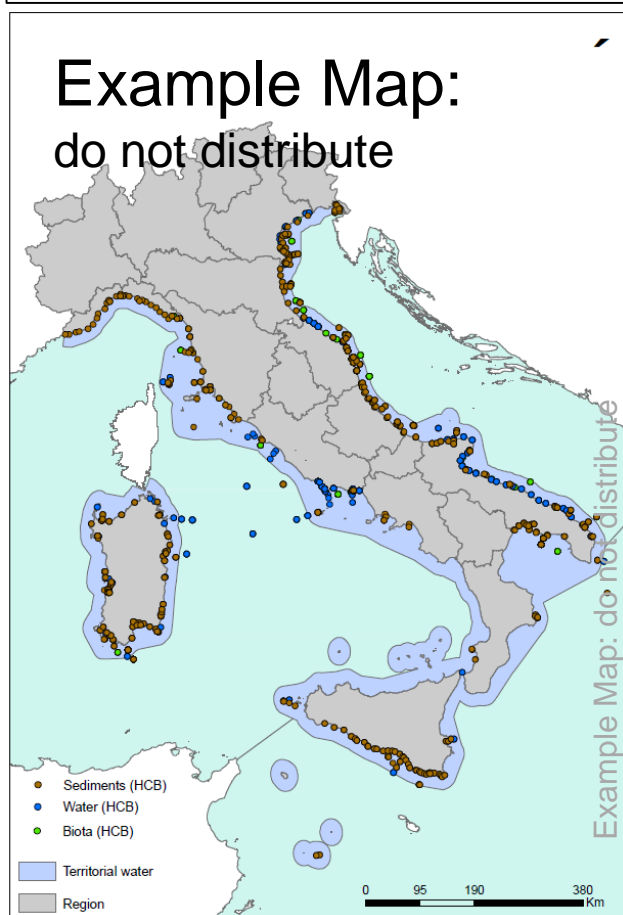 Example Map:
do not distribute
Example Map: do not distribute
Sediments (HCB)
Water (HCB)
Biota (HCB)
Territorial water
Region
0 95 190 380
Km